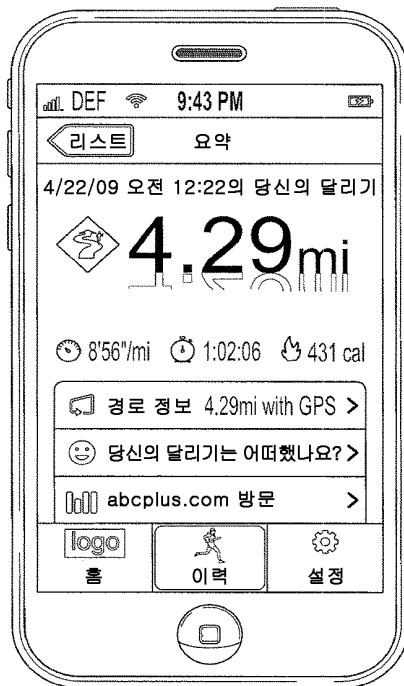 DEF 9:43 PM
리스트 요약
4/22/09 오전 12:22의 당신의 달리기
4.29mi
8'56"/mi 1:02:06 431 cal
경로 정보 4.29mi with GPS >
당신의 달리기는 어떠했나요? >
abcplus.com 방문 >
logo
홈 이력 설정